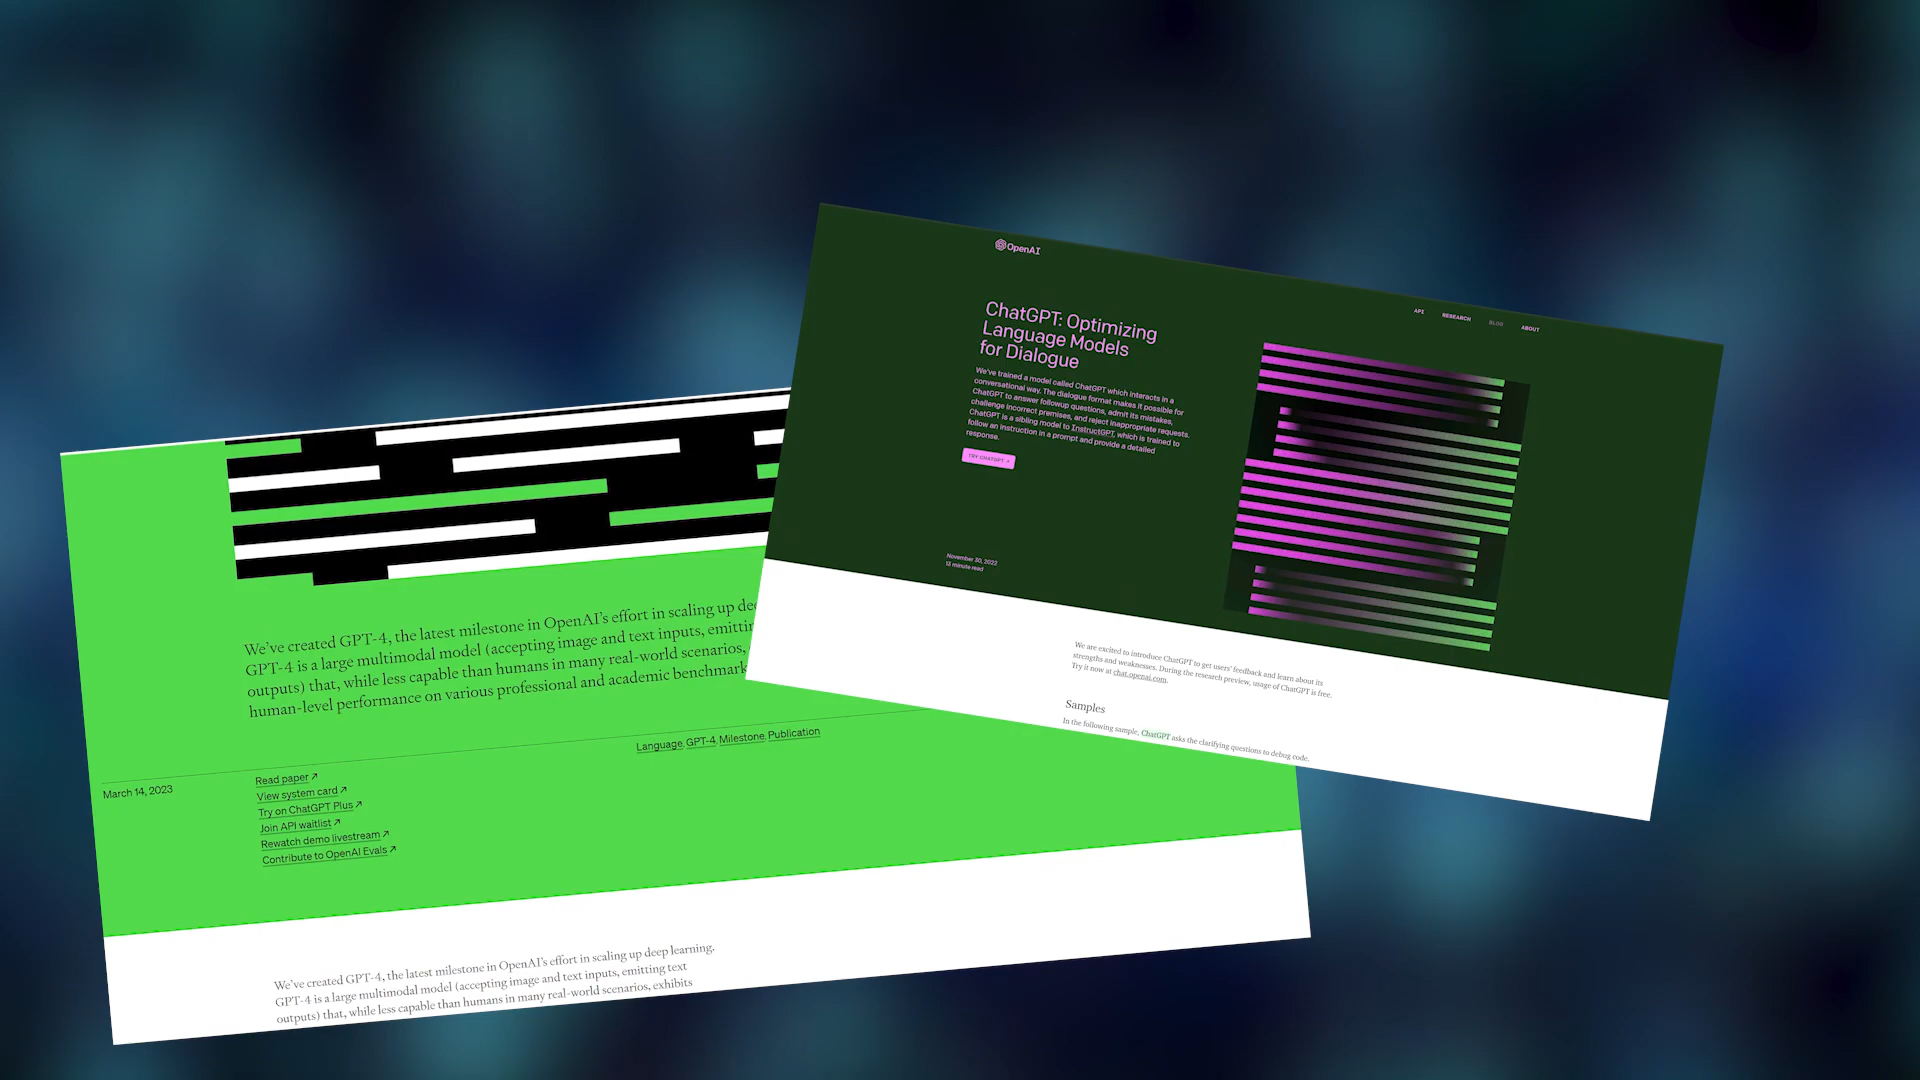 OpenAI
API RESEARCH BLOG ABOUT
ChatGPT: Optimizing
Language Models
for Dialogue
We've trained a model called ChatGPT which interacts in a
conversational way. The dialogue format makes it possible for
ChatGPT to answer followup questions, admit its mistakes,
challenge incorrect premises, and reject inappropriate requests.
ChatGPT is a sibling model to InstructGPT, which is trained to
follow an instruction in a prompt and provide a detailed
response.
TRY CHATGPT ↗
November 30, 2022
13 minute read
We are excited to introduce ChatGPT to get users' feedback and learn about its
strengths and weaknesses. During the research preview, usage of ChatGPT is free.
Try it now at chat.openai.com.
Samples
In the following sample, ChatGPT asks the clarifying questions to debug code.
We've created GPT-4, the latest milestone in OpenAI's effort in scaling up
GPT-4 is a large multimodal model (accepting image and text inputs,
outputs) that, while less capable than humans in many real-world scenarios,
human-level performance on various professional and academic
Language, GPT-4, Milestone, Publication
March 14, 2023
Read paper ↗
View system card ↗
Try on ChatGPT Plus ↗
Join API waitlist ↗
Rewatch demo livestream ↗
Contribute to OpenAI Evals ↗
We've created GPT-4, the latest milestone in OpenAI's effort in scaling up deep learning.
GPT-4 is a large multimodal model (accepting image and text inputs, emitting text
outputs) that, while less capable than humans in many real-world scenarios, exhibits